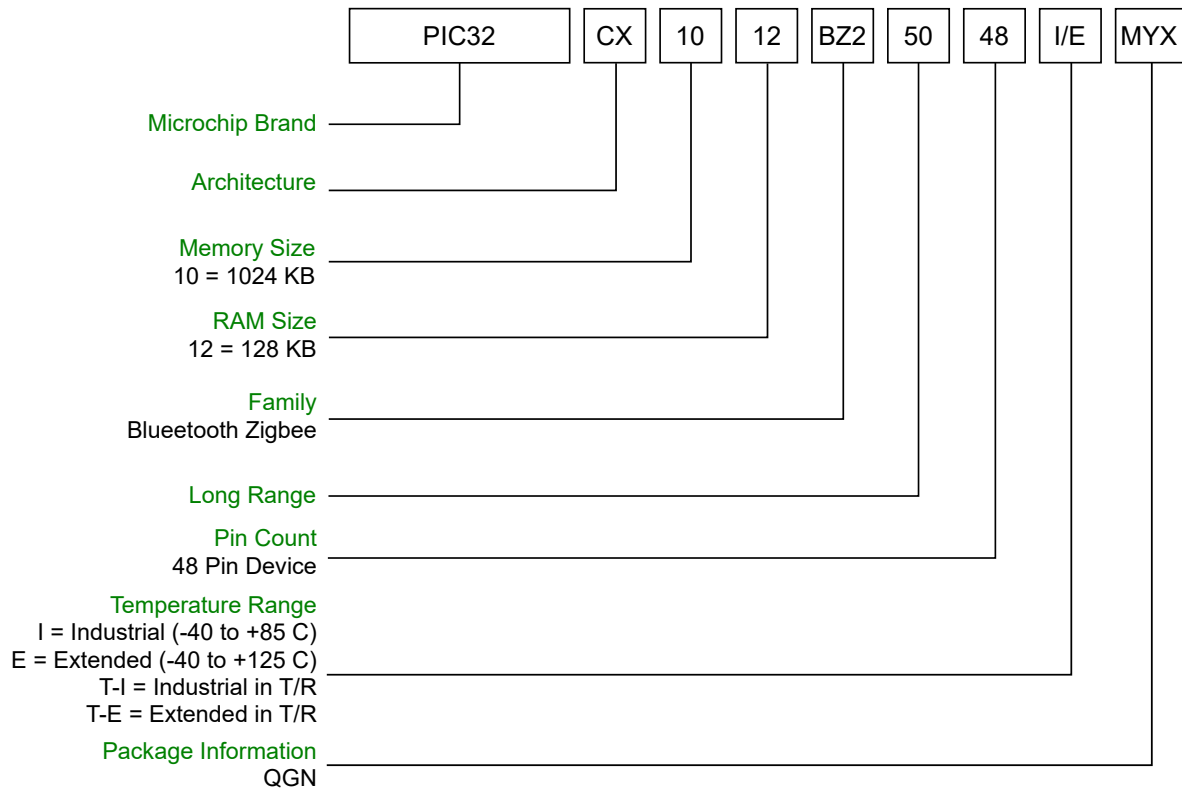 PIC32 CX 10 12 BZ2 50 48 I/E MYX
Microchip Brand
Architecture
Memory Size
10 = 1024 KB
RAM Size
12 = 128 KB
Family
Blueetooth Zigbee
Long Range
Pin Count
48 Pin Device
Temperature Range
I = Industrial (-40 to +85 C)
E = Extended (-40 to +125 C)
T-I = Industrial in T/R
T-E = Extended in T/R
Package Information
QGN